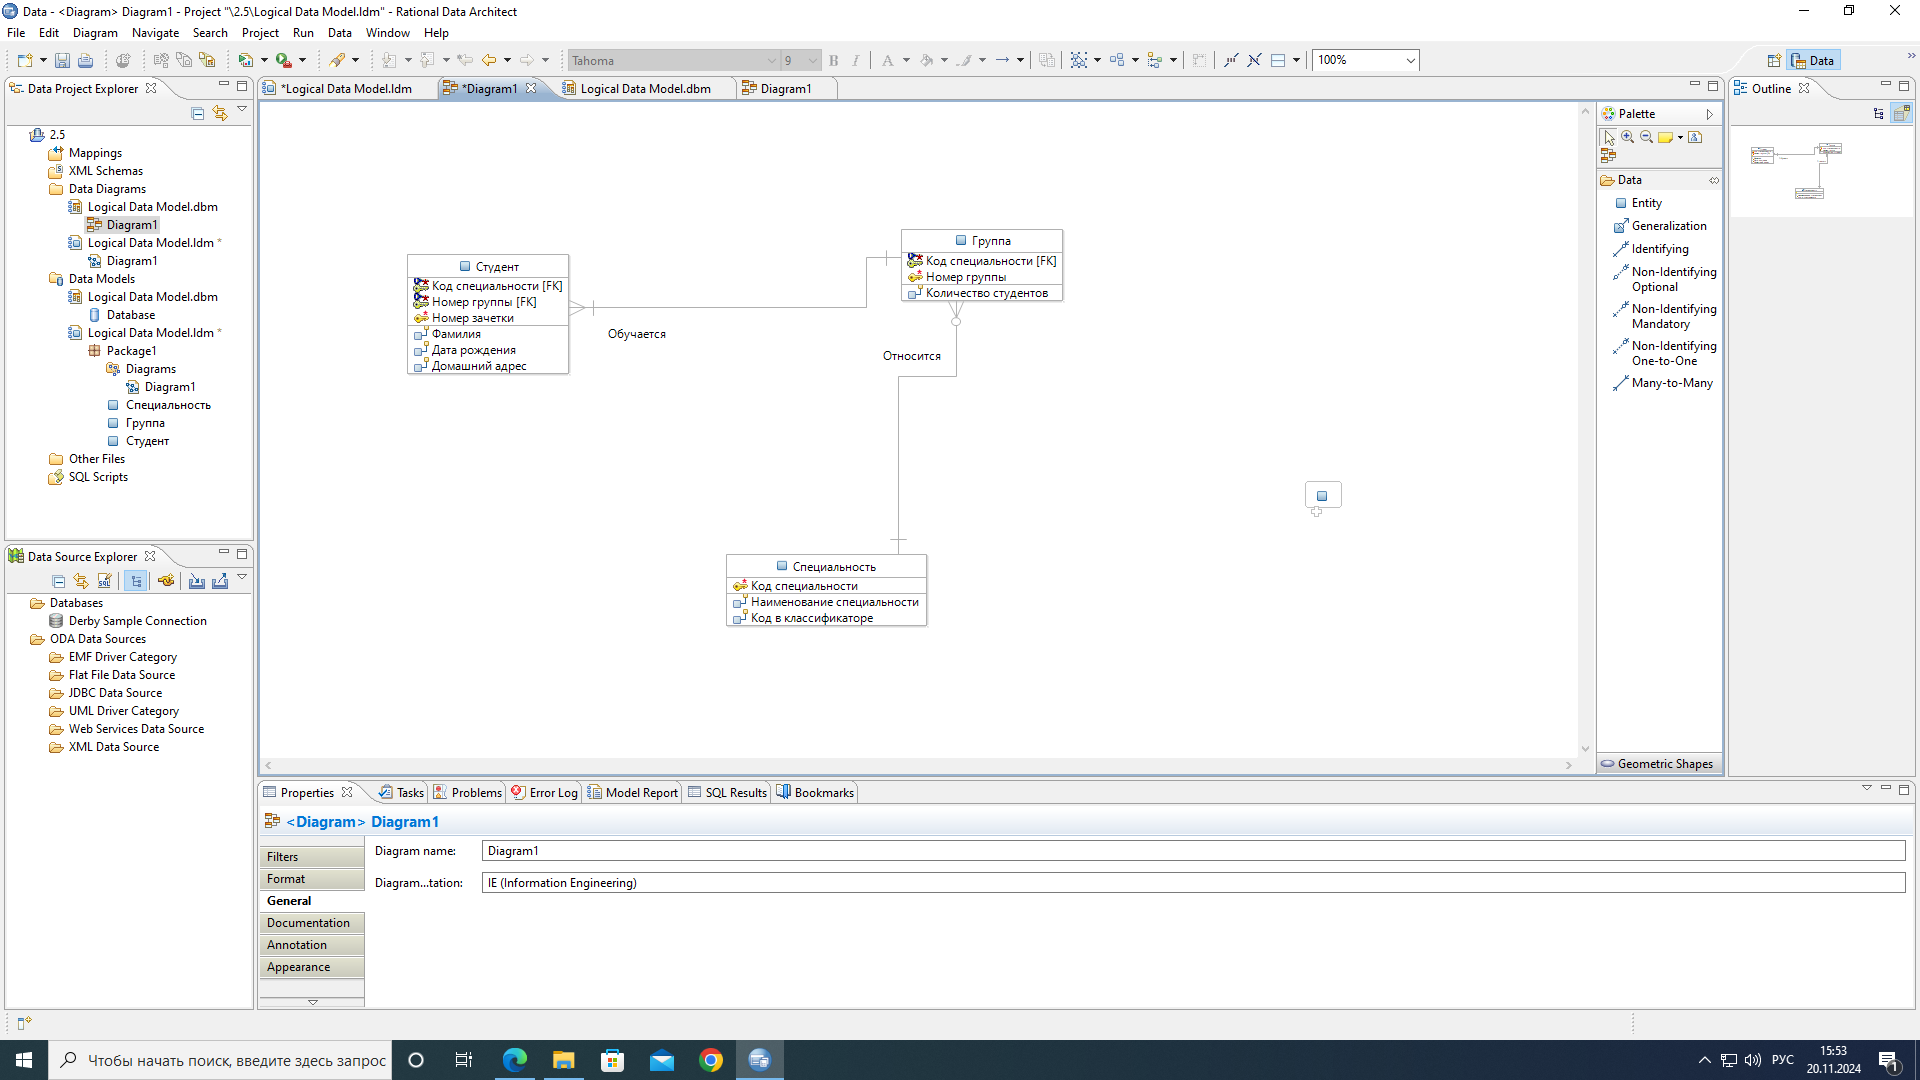 Data - <Diagram> Diagram1 - Project "\2.5\Logical Data Model.ldm" - Rational Data Architect
File Edit Diagram Navigate Search Project Run Data Window Help
Tahoma 9 B I A 100% Data
Data Project Explorer
*Logical Data Model.ldm *Diagram1 Logical Data Model.dbm Diagram1
Outline
2.5
Mappings
XML Schemas
Data Diagrams
Logical Data Model.dbm
Diagram1
Logical Data Model.ldm *
Diagram1
Data Models
Logical Data Model.dbm
Database
Logical Data Model.ldm *
Package1
Diagrams
Diagram1
Специальность
Группа
Студент
Other Files
SQL Scripts
Студент
Код специальности [FK]
Номер группы [FK]
Номер зачетки
Фамилия
Дата рождения
Домашний адрес
Обучается
Группа
Код специальности [FK]
Номер группы
Количество студентов
Относится
Специальность
Код специальности
Наименование специальности
Код в классификаторе
Palette
Data
Entity
Generalization
Identifying
Non-Identifying
Optional
Non-Identifying
Mandatory
Non-Identifying
One-to-One
Many-to-Many
Geometric Shapes
Data Source Explorer
SQL
Databases
Derby Sample Connection
ODA Data Sources
EMF Driver Category
Flat File Data Source
JDBC Data Source
UML Driver Category
Web Services Data Source
XML Data Source
Properties Tasks Problems Error Log Model Report SQL Results Bookmarks
<Diagram> Diagram1
Filters
Format
General
Documentation
Annotation
Appearance
Diagram name: Diagram1
Diagram...tation: IE (Information Engineering)
Чтобы начать поиск, введите здесь запрос
РУС
15:53
20.11.2024
1